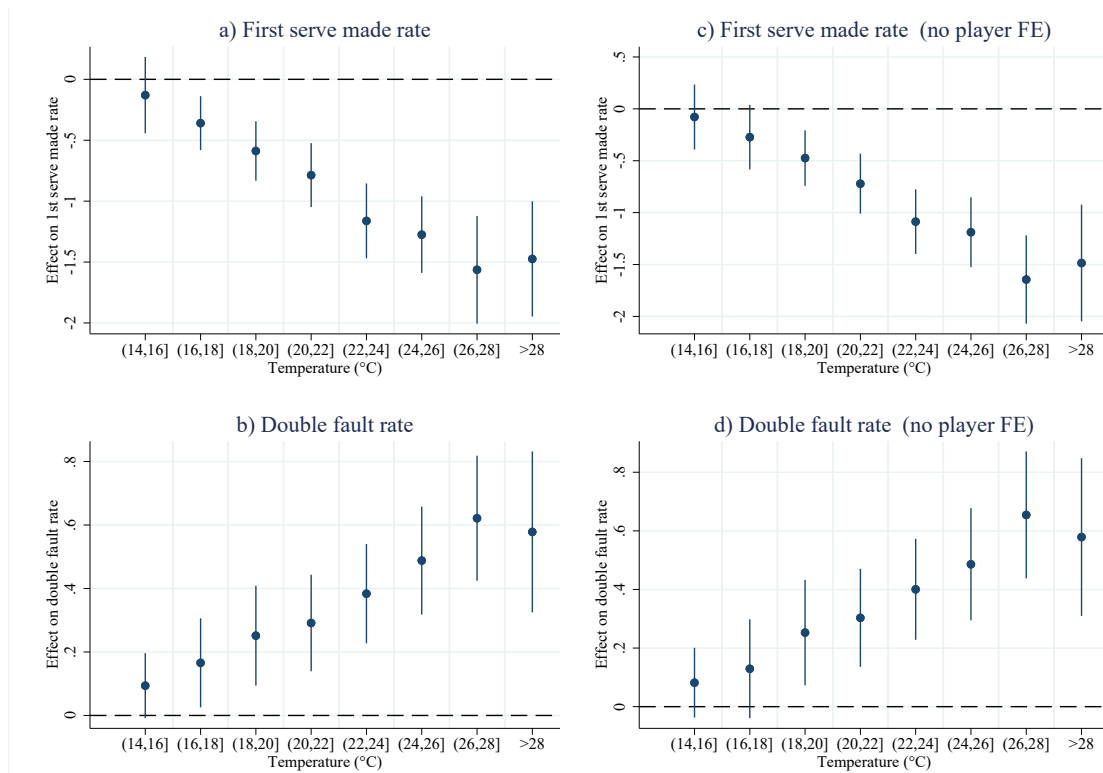 a) First serve made rate
Effect on 1st serve made rate
0
-.5
-1
-1.5
-2
(14,16] (16,18] (18,20] (20,22] (22,24] (24,26] (26,28] >28
Temperature (°C)
c) First serve made rate (no player FE)
Effect on 1st serve made rate
.5
0
-.5
-1
-1.5
-2
(14,16] (16,18] (18,20] (20,22] (22,24] (24,26] (26,28] >28
Temperature (°C)
b) Double fault rate
Effect on double fault rate
.8
.6
.4
.2
0
(14,16] (16,18] (18,20] (20,22] (22,24] (24,26] (26,28] >28
Temperature (°C)
d) Double fault rate (no player FE)
Effect on double fault rate
.8
.6
.4
.2
0
(14,16] (16,18] (18,20] (20,22] (22,24] (24,26] (26,28] >28
Temperature (°C)